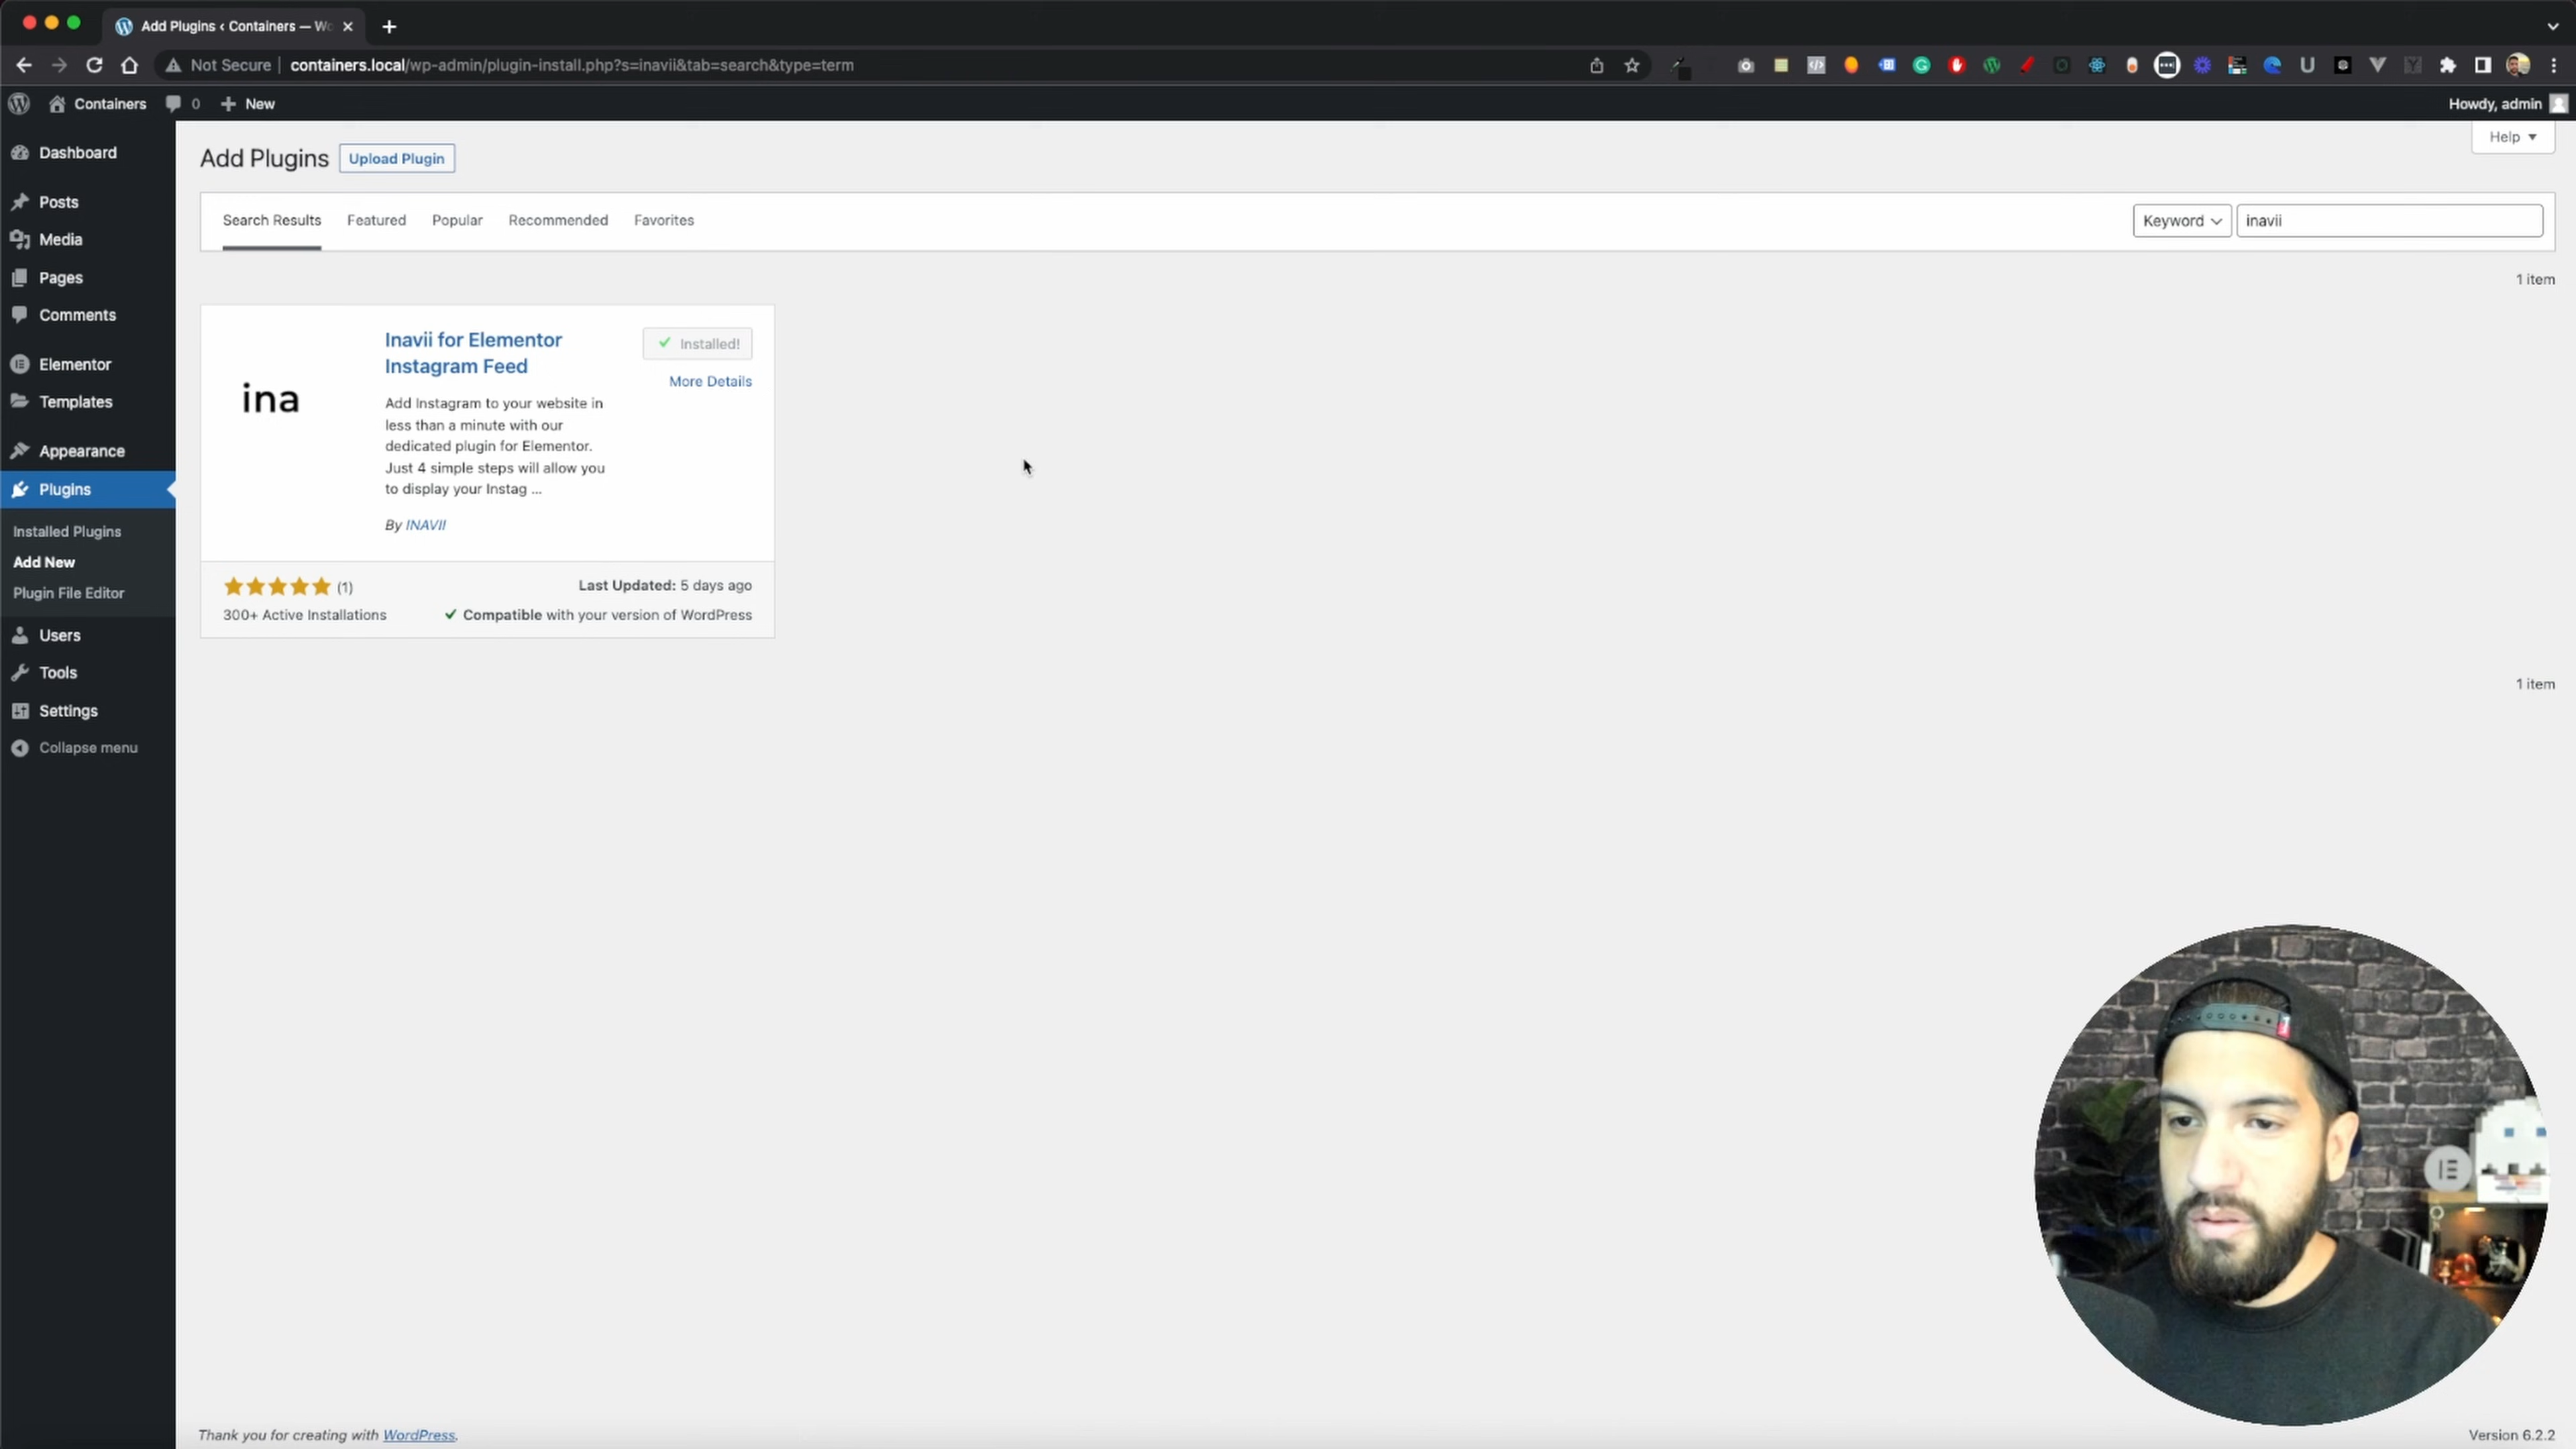 Add Plugins ‹ Containers — Wo
Not Secure
containers.local/wp-admin/plugin-install.php?s=inavii&tab=search&type=term
Containers
0
New
Howdy, admin
Dashboard
Posts
Media
Pages
Comments
Elementor
Templates
Appearance
Plugins
Installed Plugins
Add New
Plugin File Editor
Users
Tools
Settings
Collapse menu
Add Plugins
Upload Plugin
Help
Search Results
Featured
Popular
Recommended
Favorites
Keyword
inavii
1 item
ina
Inavii for Elementor
Instagram Feed
Installed!
More Details
Add Instagram to your website in
less than a minute with our
dedicated plugin for Elementor.
Just 4 simple steps will allow you
to display your Instag ...
By INAVII
(1)
Last Updated: 5 days ago
300+ Active Installations
Compatible with your version of WordPress
1 item
Thank you for creating with WordPress.
Version 6.2.2